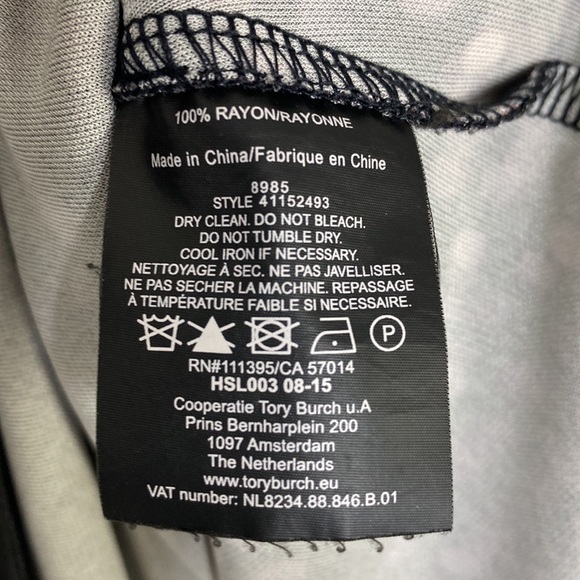 100% RAYON/RAYONNE
Made in China/Fabrique en Chine
8985
STYLE 41152493
DRY CLEAN. DO NOT BLEACH.
DO NOT TUMBLE DRY.
COOL IRON IF NECESSARY.
NETTOYAGE À SEC. NE PAS JAVELLISER.
NE PAS SECHER LA MACHINE. REPASSAGE
À TEMPÉRATURE FAIBLE SI NECESSAIRE.
P
RN#111395/CA 57014
HSL003 08-15
Cooperatie Tory Burch u.A
Prins Bernharplein 200
1097 Amsterdam
The Netherlands
www.toryburch.eu
VAT number: NL8234.88.846.B.01